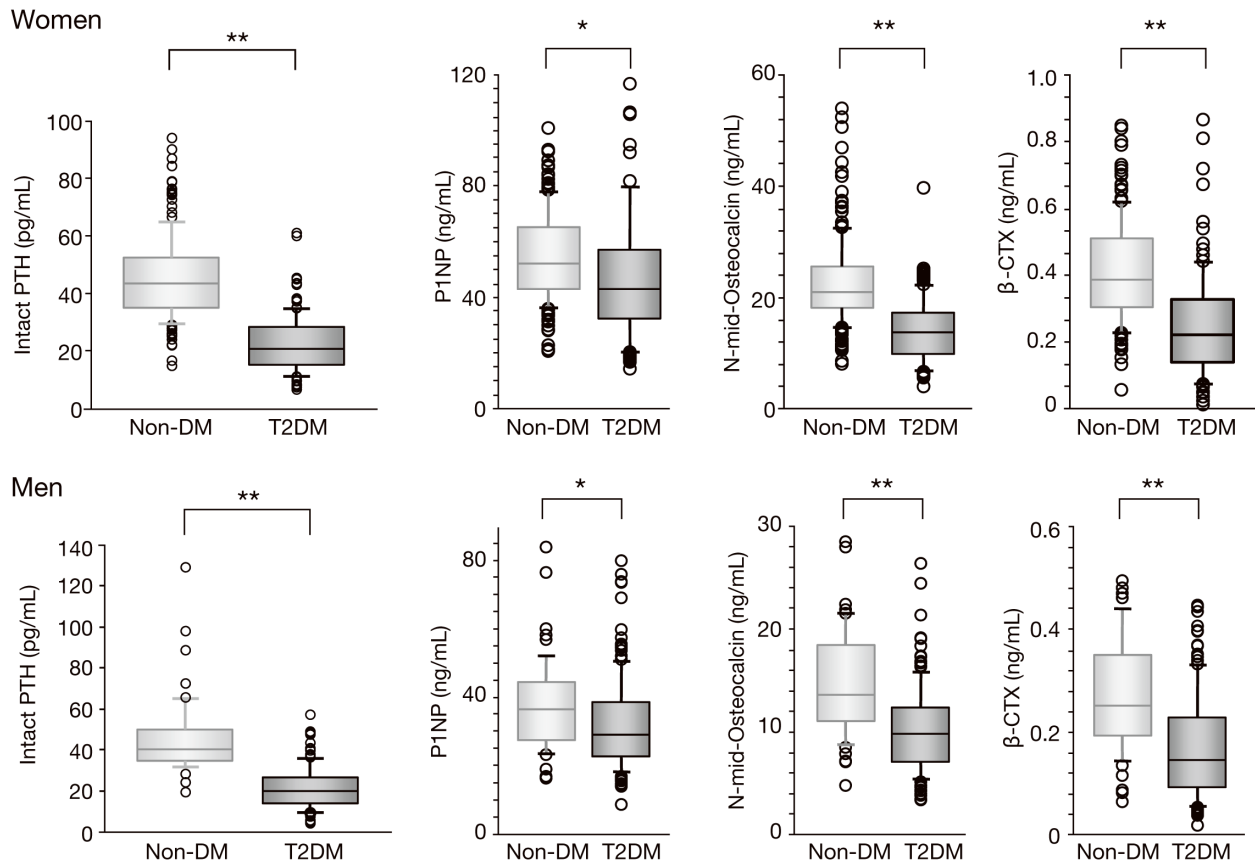 Women
**
*
**
**
Intact PTH (pg/mL)
100
80
60
40
20
0
Non-DM T2DM
P1NP (ng/mL)
120
80
40
0
Non-DM T2DM
N-mid-Osteocalcin (ng/mL)
60
40
20
0
Non-DM T2DM
β-CTX (ng/mL)
1.0
0.8
0.6
0.4
0.2
0
Non-DM T2DM
Men
**
*
**
**
Intact PTH (pg/mL)
140
120
100
80
60
40
20
0
Non-DM T2DM
P1NP (ng/mL)
80
40
0
Non-DM T2DM
N-mid-Osteocalcin (ng/mL)
30
20
10
0
Non-DM T2DM
β-CTX (ng/mL)
0.6
0.4
0.2
0
Non-DM T2DM